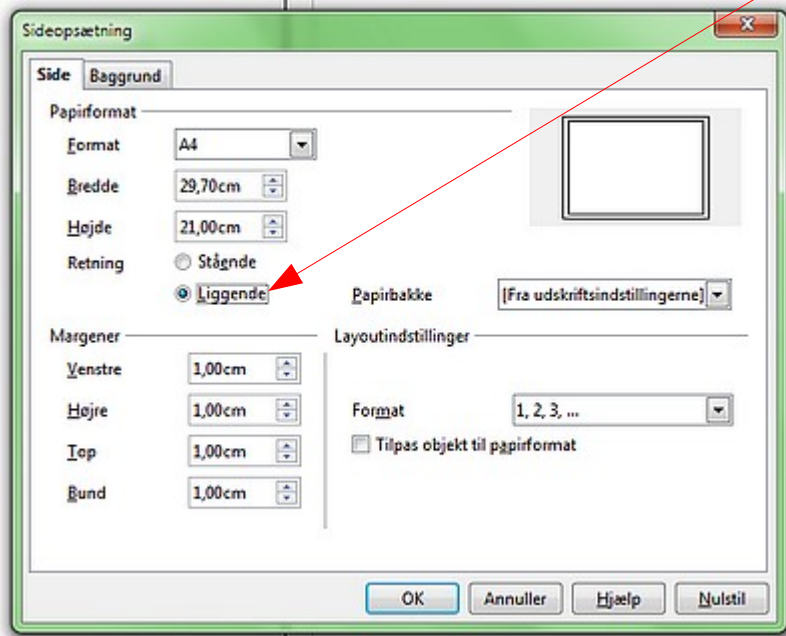 Sideopsætning
Side Baggrund
Papirformat
Format A4
Bredde 29,70cm
Højde 21,00cm
Retning Stående
Liggende Papirbakke [Fra udskriftsindstillingerne]
Margener Layoutindstillinger
Venstre 1,00cm
Højre 1,00cm Format 1, 2, 3, ...
Top 1,00cm Tilpas objekt til papirformat
Bund 1,00cm
OK Annuller Hjælp Nulstil